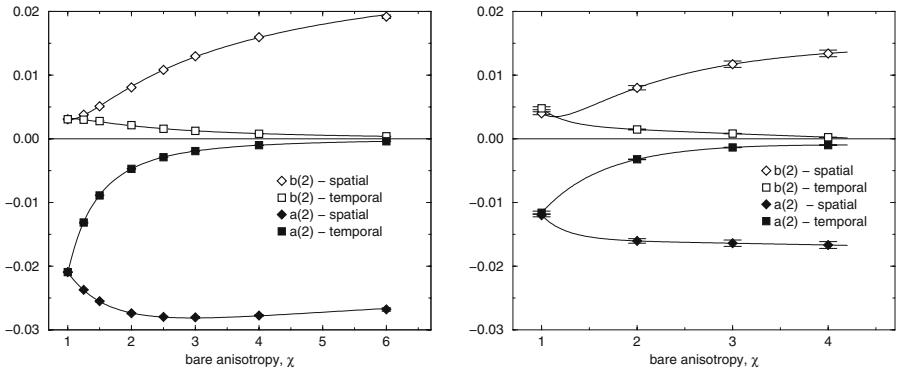 0.02
0.01
0.00
−0.01
−0.02
−0.03
1 2 3 4 5 6
bare anisotropy, χ
b(2) − spatial
b(2) − temporal
a(2) − spatial
a(2) − temporal
0.02
0.01
0.00
−0.01
−0.02
−0.03
1 2 3 4
bare anisotropy, χ
b(2) − spatial
b(2) − temporal
a(2) − spatial
a(2) − temporal